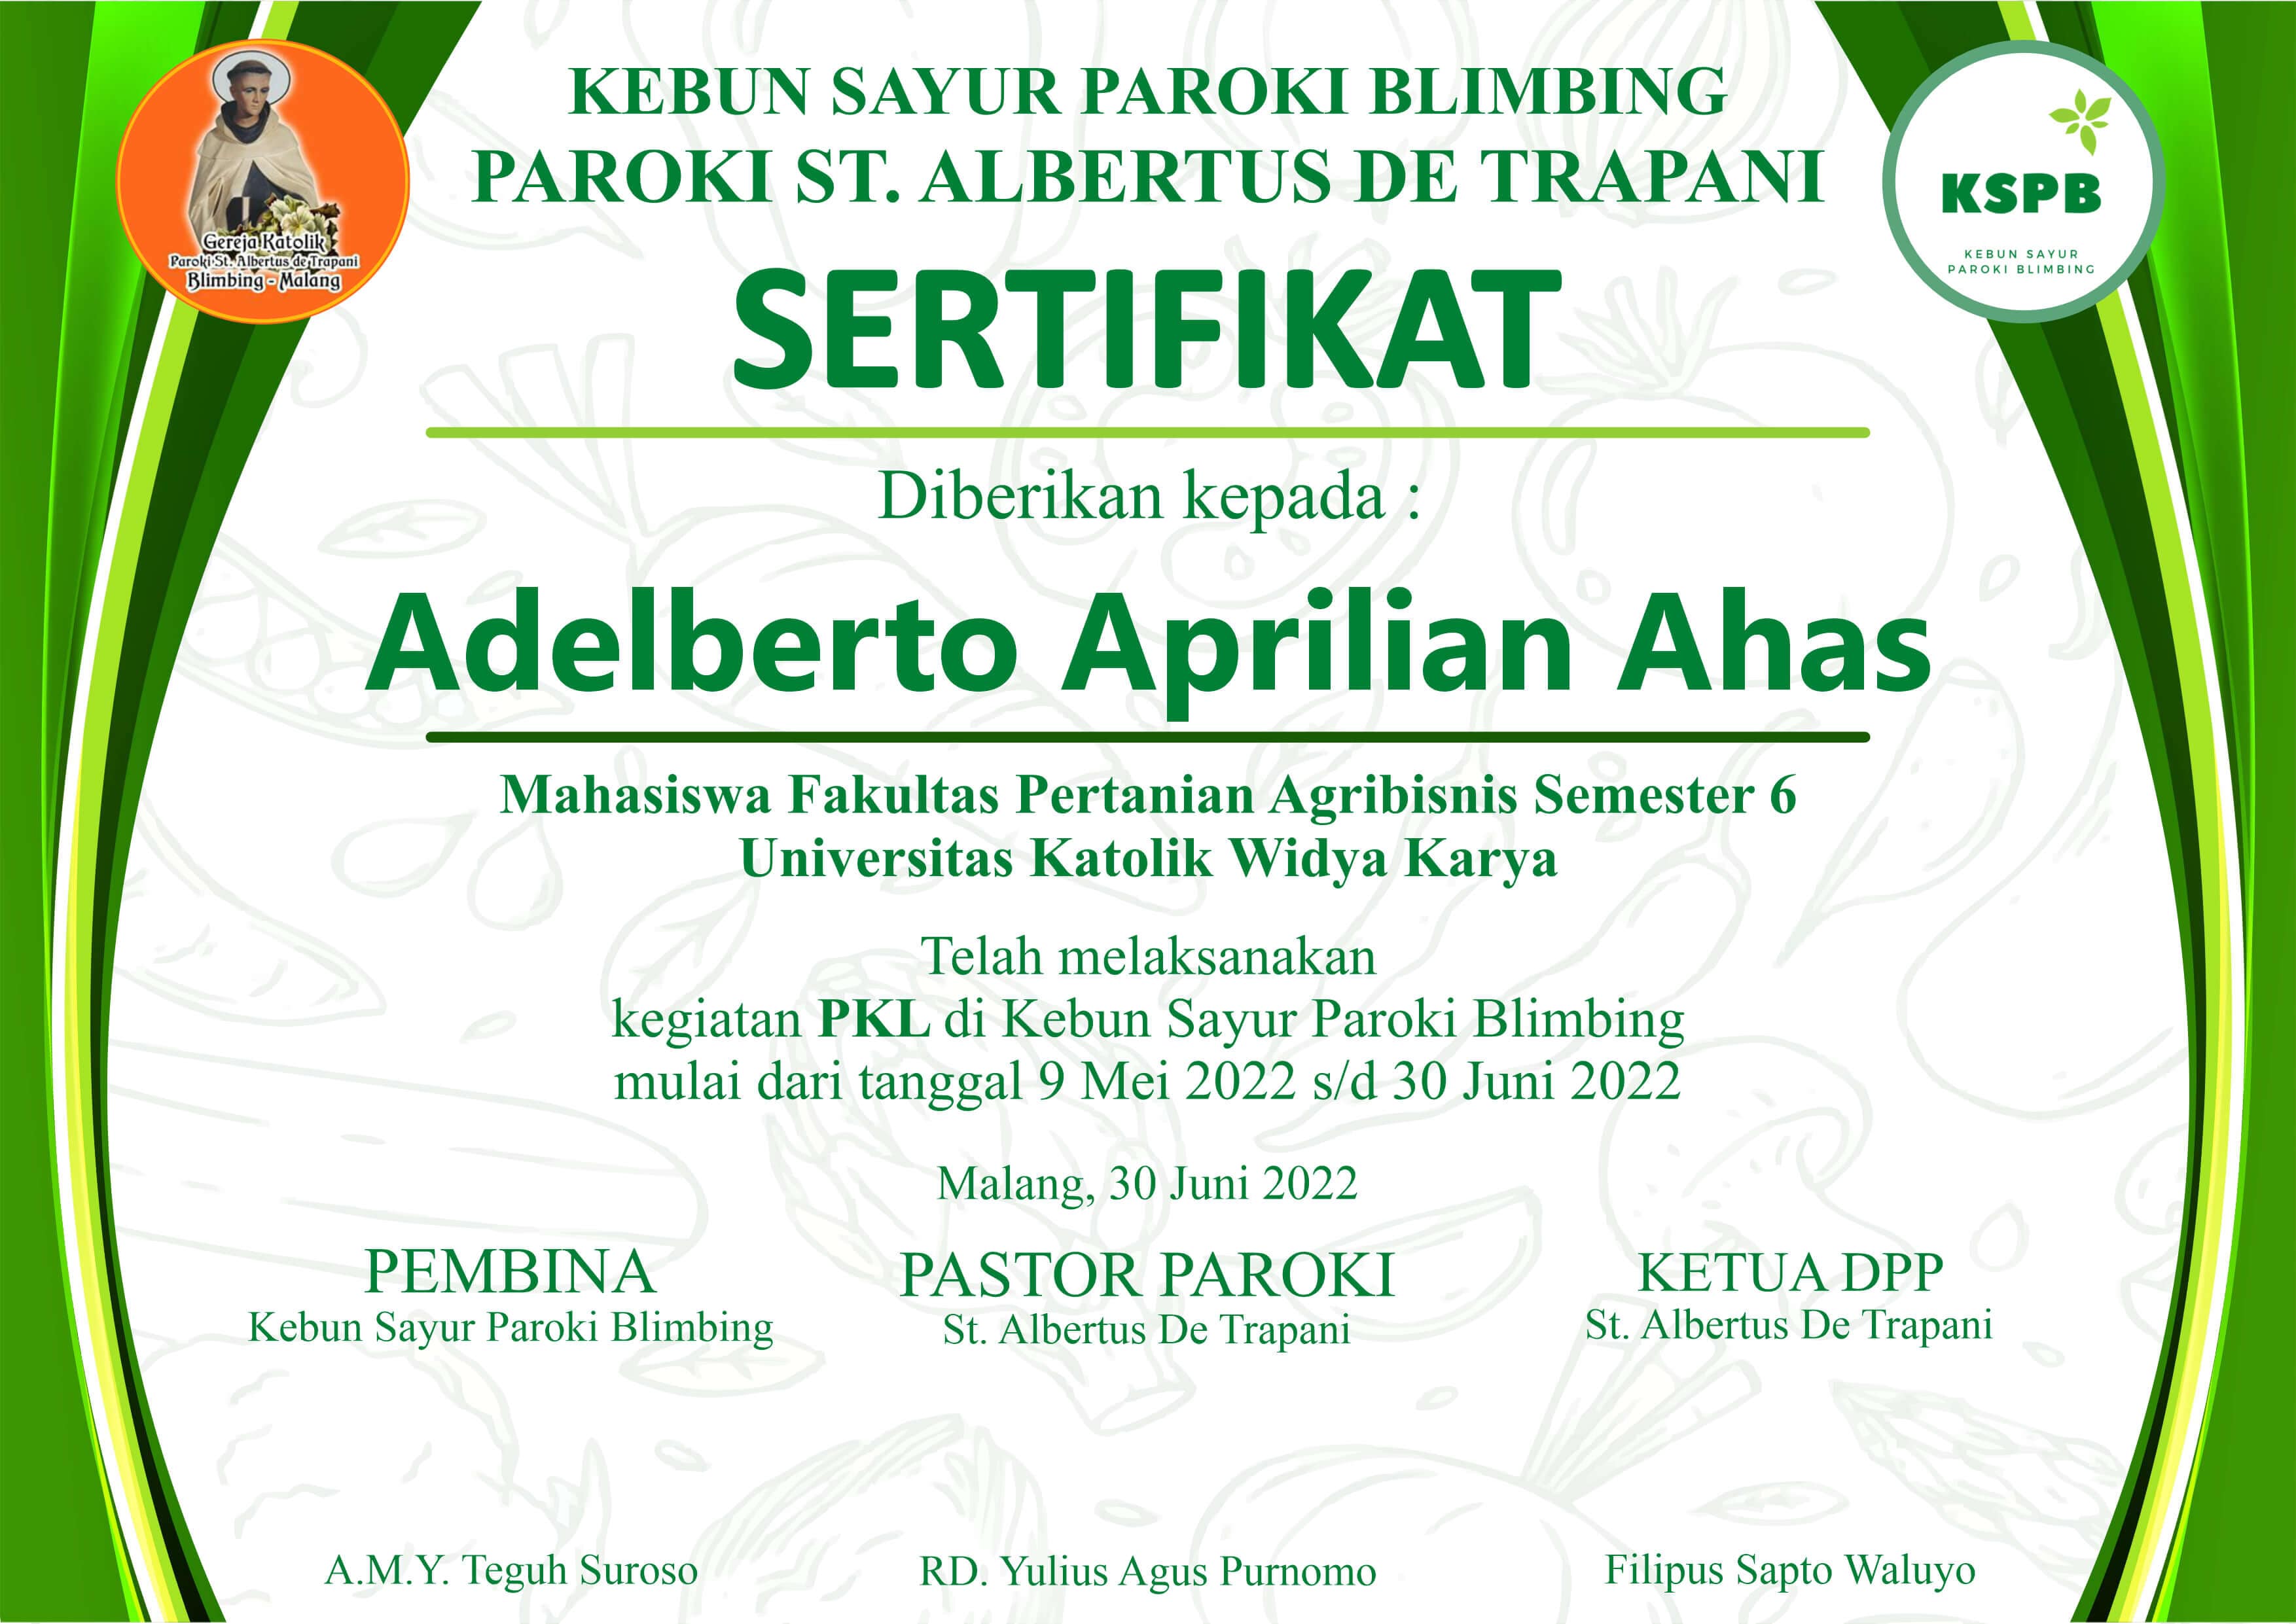 KEBUN SAYUR PAROKI BLIMBING
PAROKI ST. ALBERTUS DE TRAPANI
Gereja Katolik
Paroki St. Albertus de Trapani
Blimbing - Malang
KSPB
KEBUN SAYUR
PAROKI BLIMBING
SERTIFIKAT
Diberikan kepada :
Adelberto Aprilian Ahas
Mahasiswa Fakultas Pertanian Agribisnis Semester 6
Universitas Katolik Widya Karya
Telah melaksanakan
kegiatan PKL di Kebun Sayur Paroki Blimbing
mulai dari tanggal 9 Mei 2022 s/d 30 Juni 2022
Malang, 30 Juni 2022
PEMBINA
Kebun Sayur Paroki Blimbing
A.M.Y. Teguh Suroso
PASTOR PAROKI
St. Albertus De Trapani
RD. Yulius Agus Purnomo
KETUA DPP
St. Albertus De Trapani
Filipus Sapto Waluyo